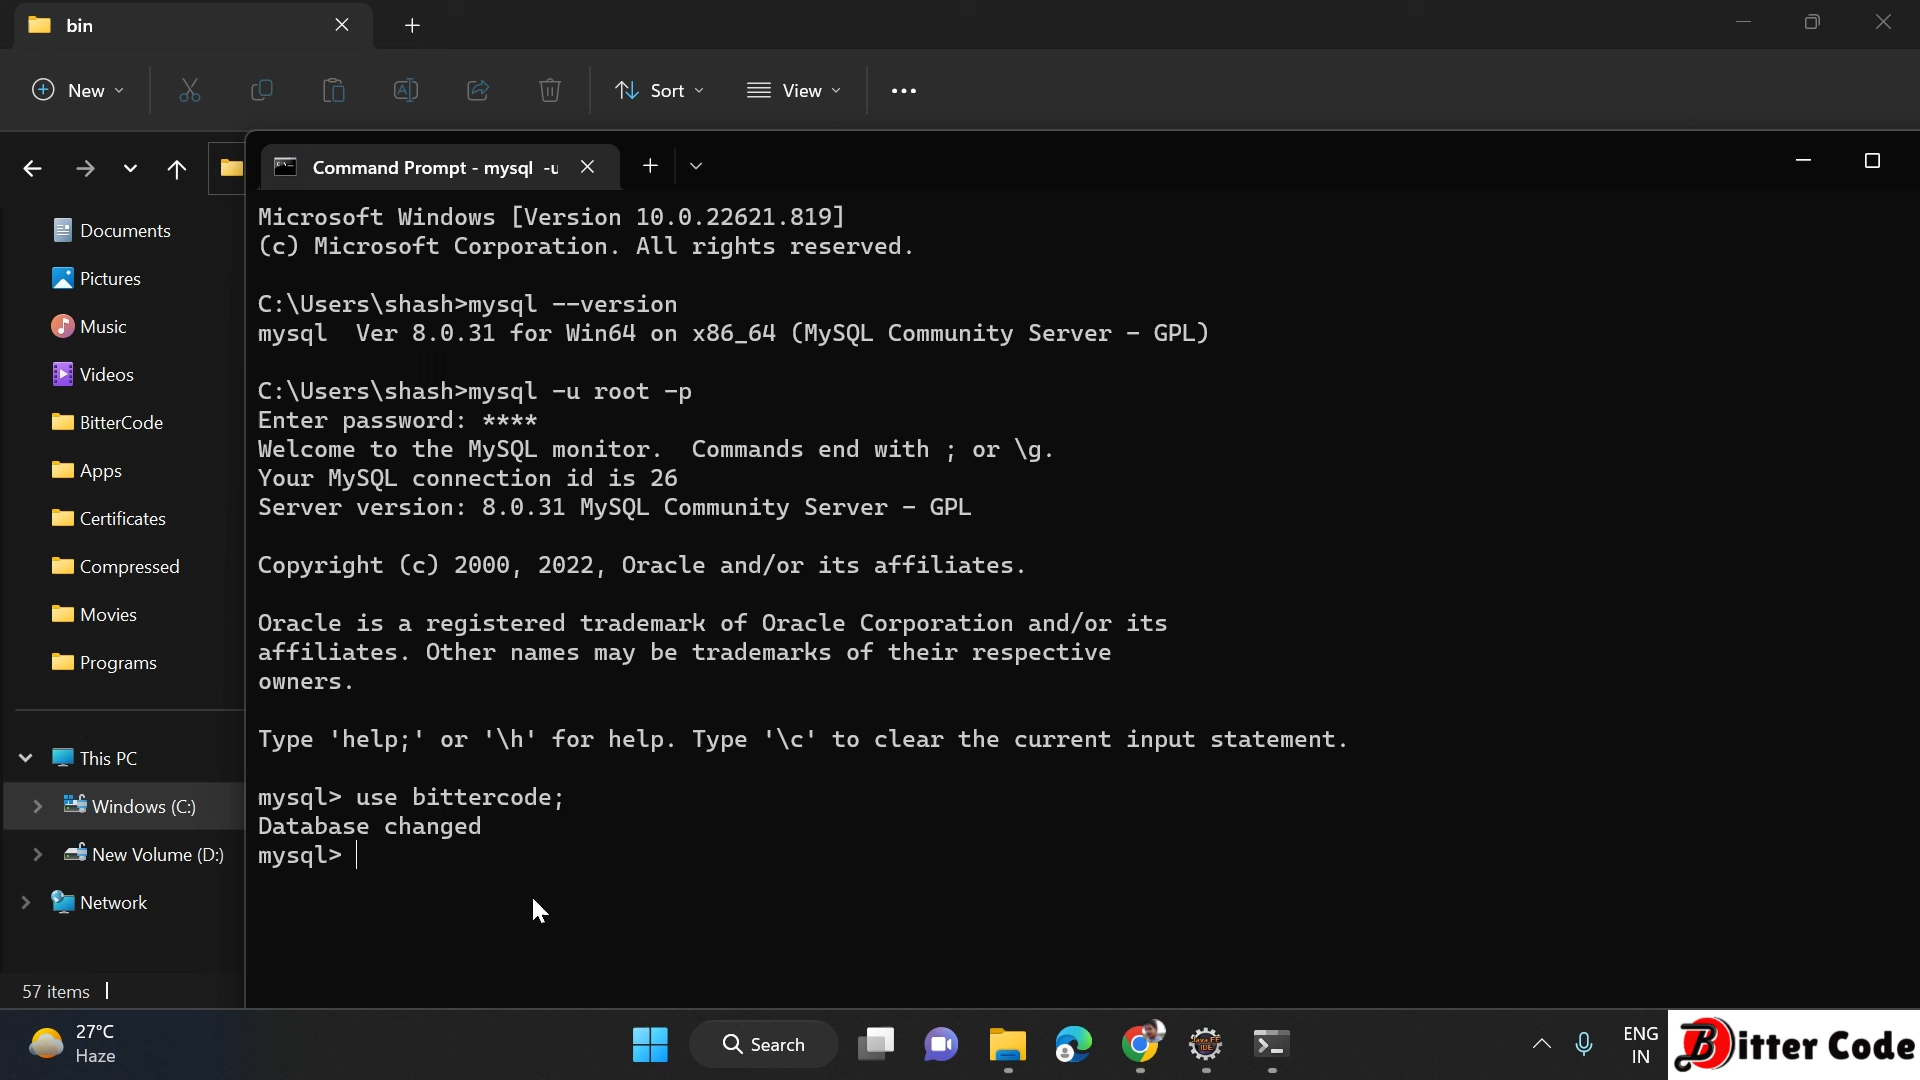 bin
New
Sort
View
Command Prompt - mysql -u
Documents
Pictures
Music
Videos
BitterCode
Apps
Certificates
Compressed
Movies
Programs
This PC
Windows (C:)
New Volume (D:)
Network
57 items
Microsoft Windows [Version 10.0.22621.819]
(c) Microsoft Corporation. All rights reserved.
C:\Users\shash>mysql --version
mysql  Ver 8.0.31 for Win64 on x86_64 (MySQL Community Server - GPL)
C:\Users\shash>mysql -u root -p
Enter password: ****
Welcome to the MySQL monitor.  Commands end with ; or \g.
Your MySQL connection id is 26
Server version: 8.0.31 MySQL Community Server - GPL
Copyright (c) 2000, 2022, Oracle and/or its affiliates.
Oracle is a registered trademark of Oracle Corporation and/or its
affiliates. Other names may be trademarks of their respective
owners.
Type 'help;' or '\h' for help. Type '\c' to clear the current input statement.
mysql> use bittercode;
Database changed
mysql>
27°C
Haze
Search
ENG
IN
Bitter Code